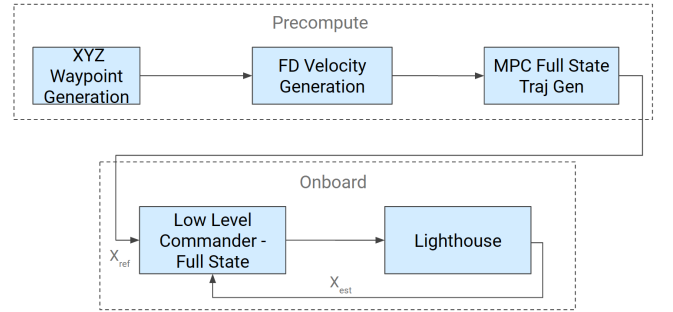 Precompute
XYZ
Waypoint
Generation
FD Velocity
Generation
MPC Full State
Traj Gen
Onboard
Low Level
Commander -
Full State
Lighthouse
Xref
Xest